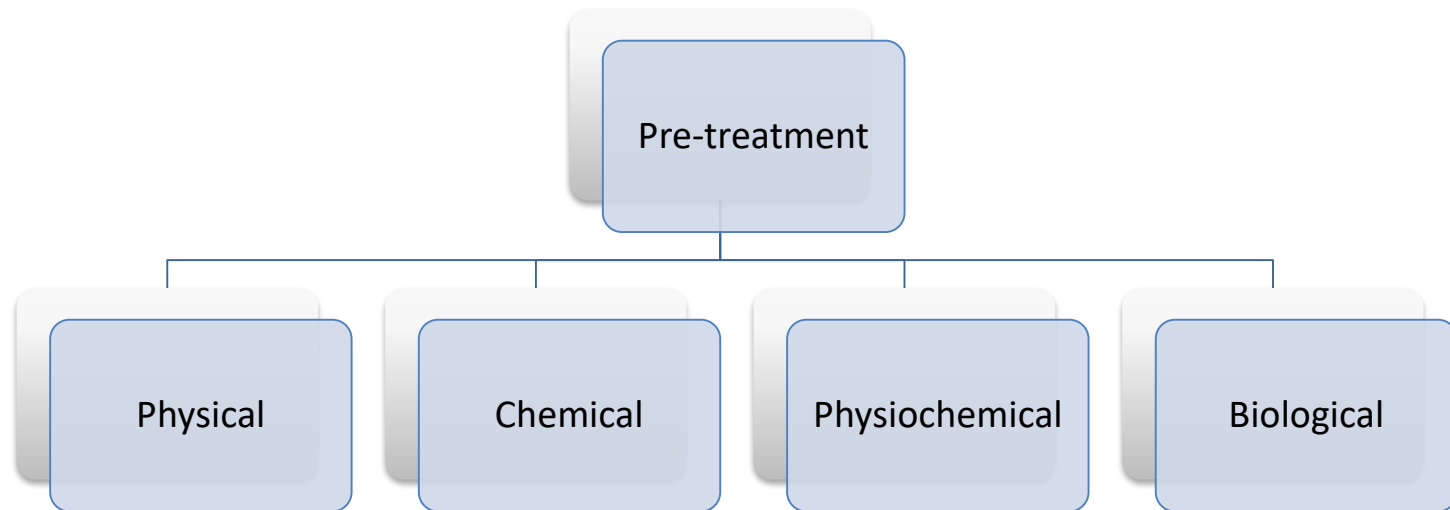 Pre-treatment
Physical
Chemical
Physiochemical
Biological